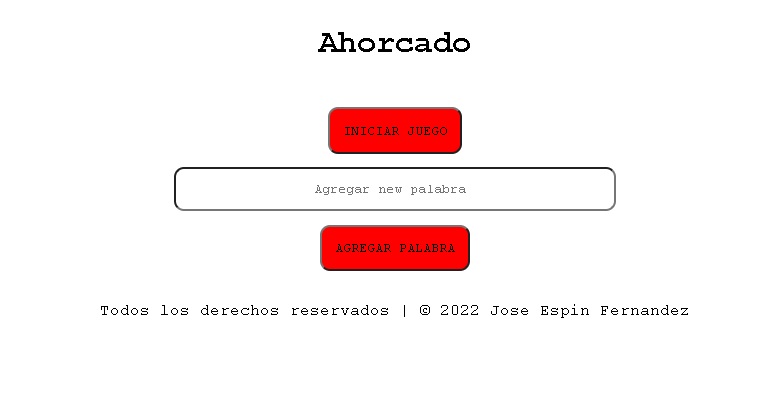 Ahorcado
INICIAR JUEGO
Agregar new palabra
AGREGAR PALABRA
Todos los derechos reservados | © 2022 Jose Espin Fernandez